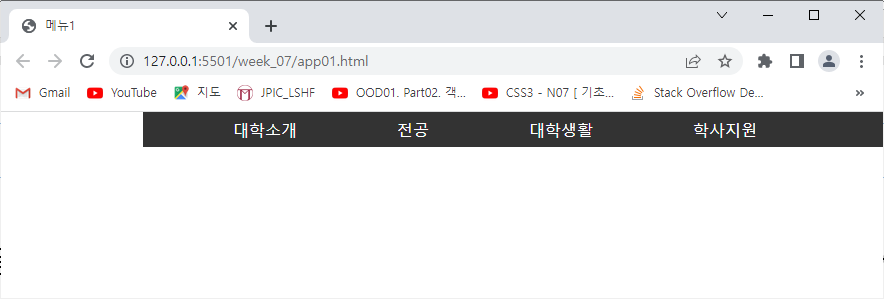 메뉴1
127.0.0.1:5501/week_07/app01.html
Gmail YouTube 지도 JPIC_LSHF OOD01. Part02. 객... CSS3 - N07 [ 기초... Stack Overflow De...
대학소개 전공 대학생활 학사지원